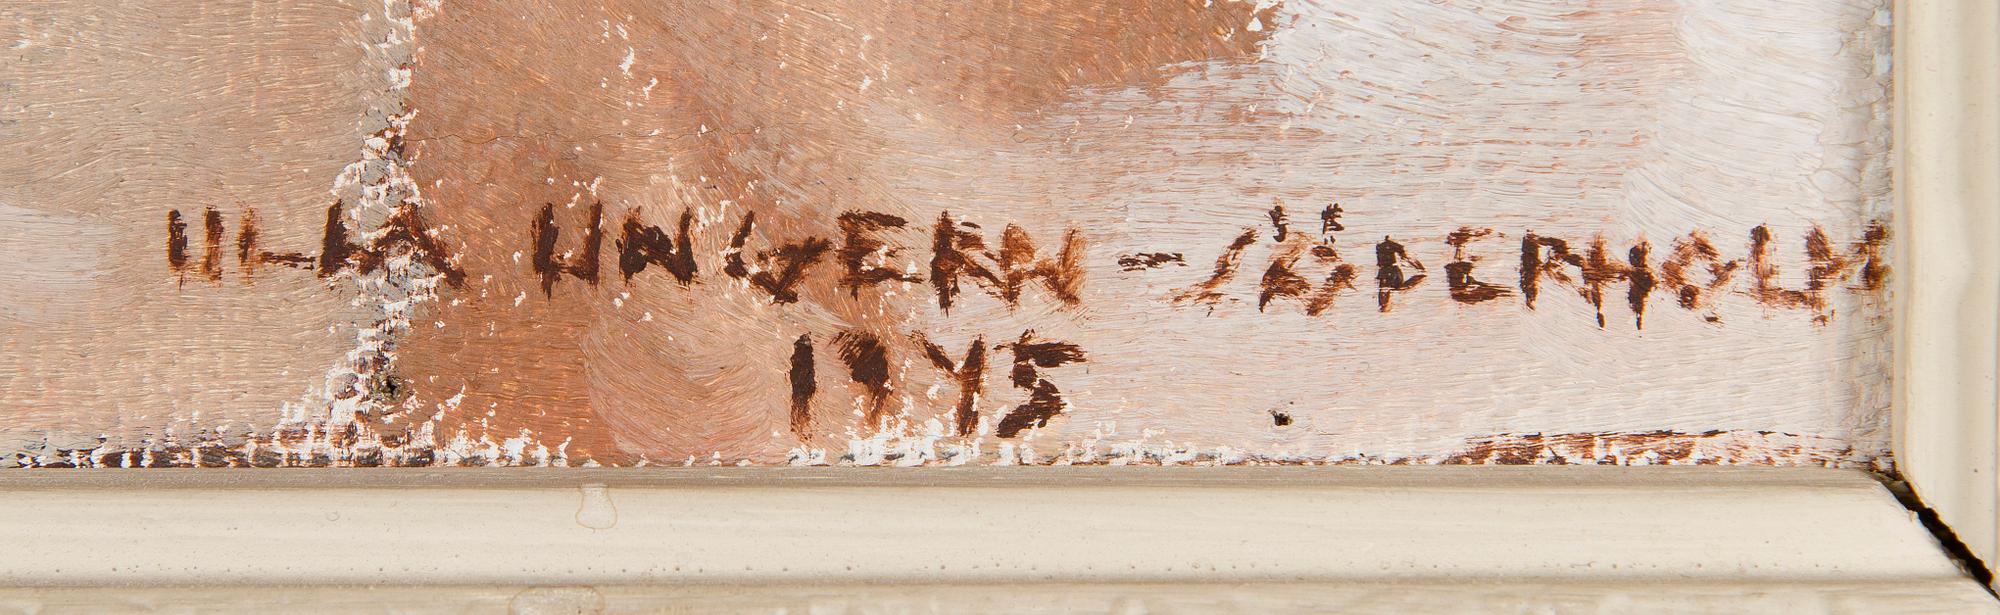 ULLA UNGERN-SÖDERHOLM
1945